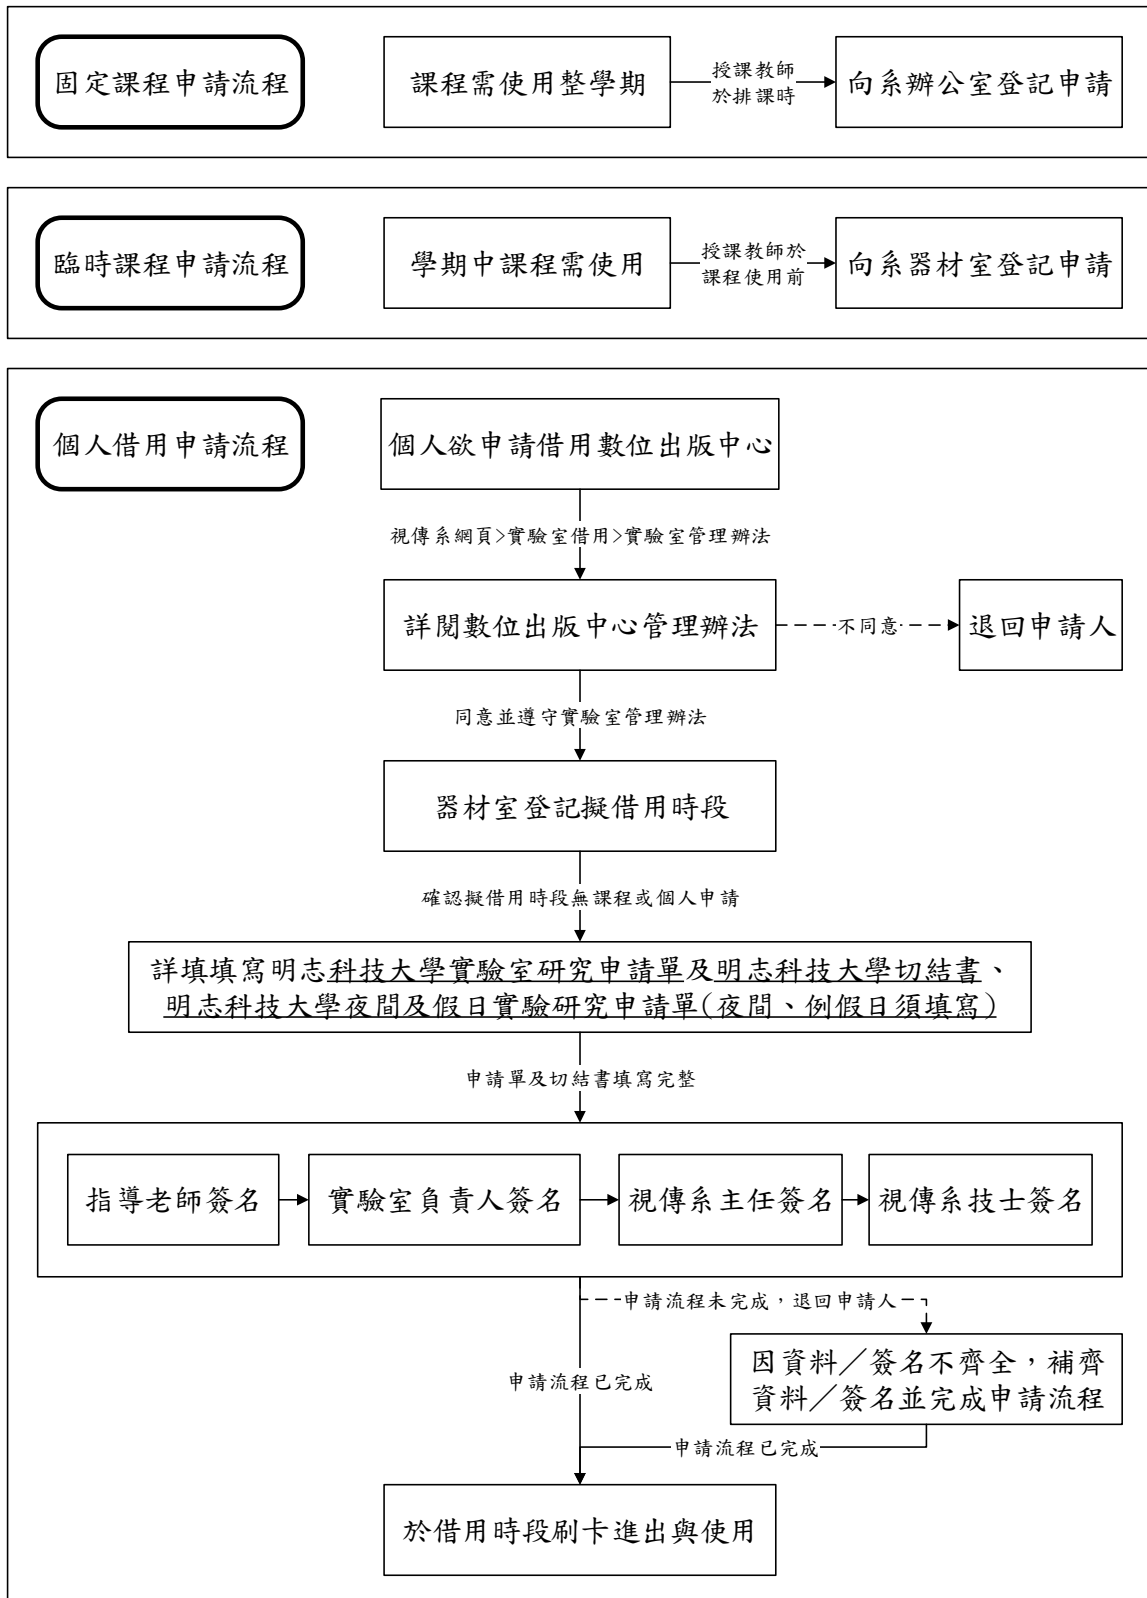 固定課程申請流程
課程需使用整學期
授課教師
於排課時
向系辦公室登記申請
臨時課程申請流程
學期中課程需使用
授課教師於
課程使用前
向系器材室登記申請
個人借用申請流程
個人欲申請借用數位出版中心
視傳系網頁>實驗室借用>實驗室管理辦法
詳閱數位出版中心管理辦法
不同意
退回申請人
同意並遵守實驗室管理辦法
器材室登記擬借用時段
確認擬借用時段無課程或個人申請
詳填填寫明志科技大學實驗室研究申請單及明志科技大學切結書、
明志科技大學夜間及假日實驗研究申請單(夜間、例假日須填寫)
申請單及切結書填寫完整
指導老師簽名
實驗室負責人簽名
視傳系主任簽名
視傳系技士簽名
申請流程未完成，退回申請人
因資料／簽名不齊全，補齊
資料／簽名並完成申請流程
申請流程已完成
申請流程已完成
於借用時段刷卡進出與使用